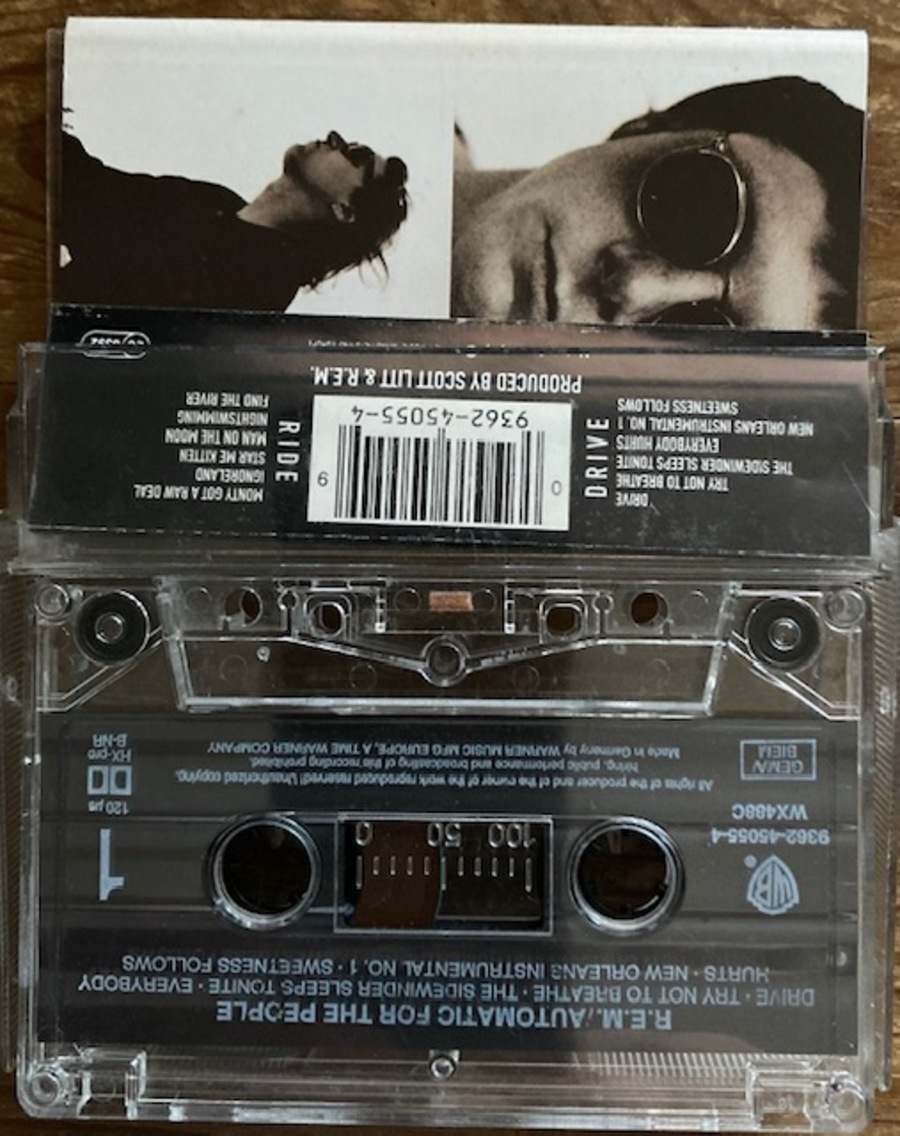 R.E.M./AUTOMATIC FOR THE PEOPLE
DRIVE · TRY NOT TO BREATHE · THE SIDEWINDER SLEEPS TONITE · EVERYBODY
HURTS · NEW ORLEANS INSTRUMENTAL NO. 1 · SWEETNESS FOLLOWS
WB ®
9362-45055-4
WX488C
GEMA/
BIEM
100 50 0 0
1
120 µs
HX-pro
B-NR
All rights of the producer and of the owner of the work reproduced reserved! Unauthorized copying,
hiring, public performance and broadcasting of this recording prohibited.
Made in Germany by WARNER MUSIC MFG EUROPE, A TIME WARNER COMPANY
DRIVE
DRIVE
TRY NOT TO BREATHE
THE SIDEWINDER SLEEPS TONITE
EVERYBODY HURTS
NEW ORLEANS INSTRUMENTAL NO. 1
SWEETNESS FOLLOWS
0 9
9362-45055-4
RIDE
MONTY GOT A RAW DEAL
IGNORELAND
STAR ME KITTEN
MAN ON THE MOON
NIGHTSWIMMING
FIND THE RIVER
PRODUCED BY SCOTT LITT & R.E.M.